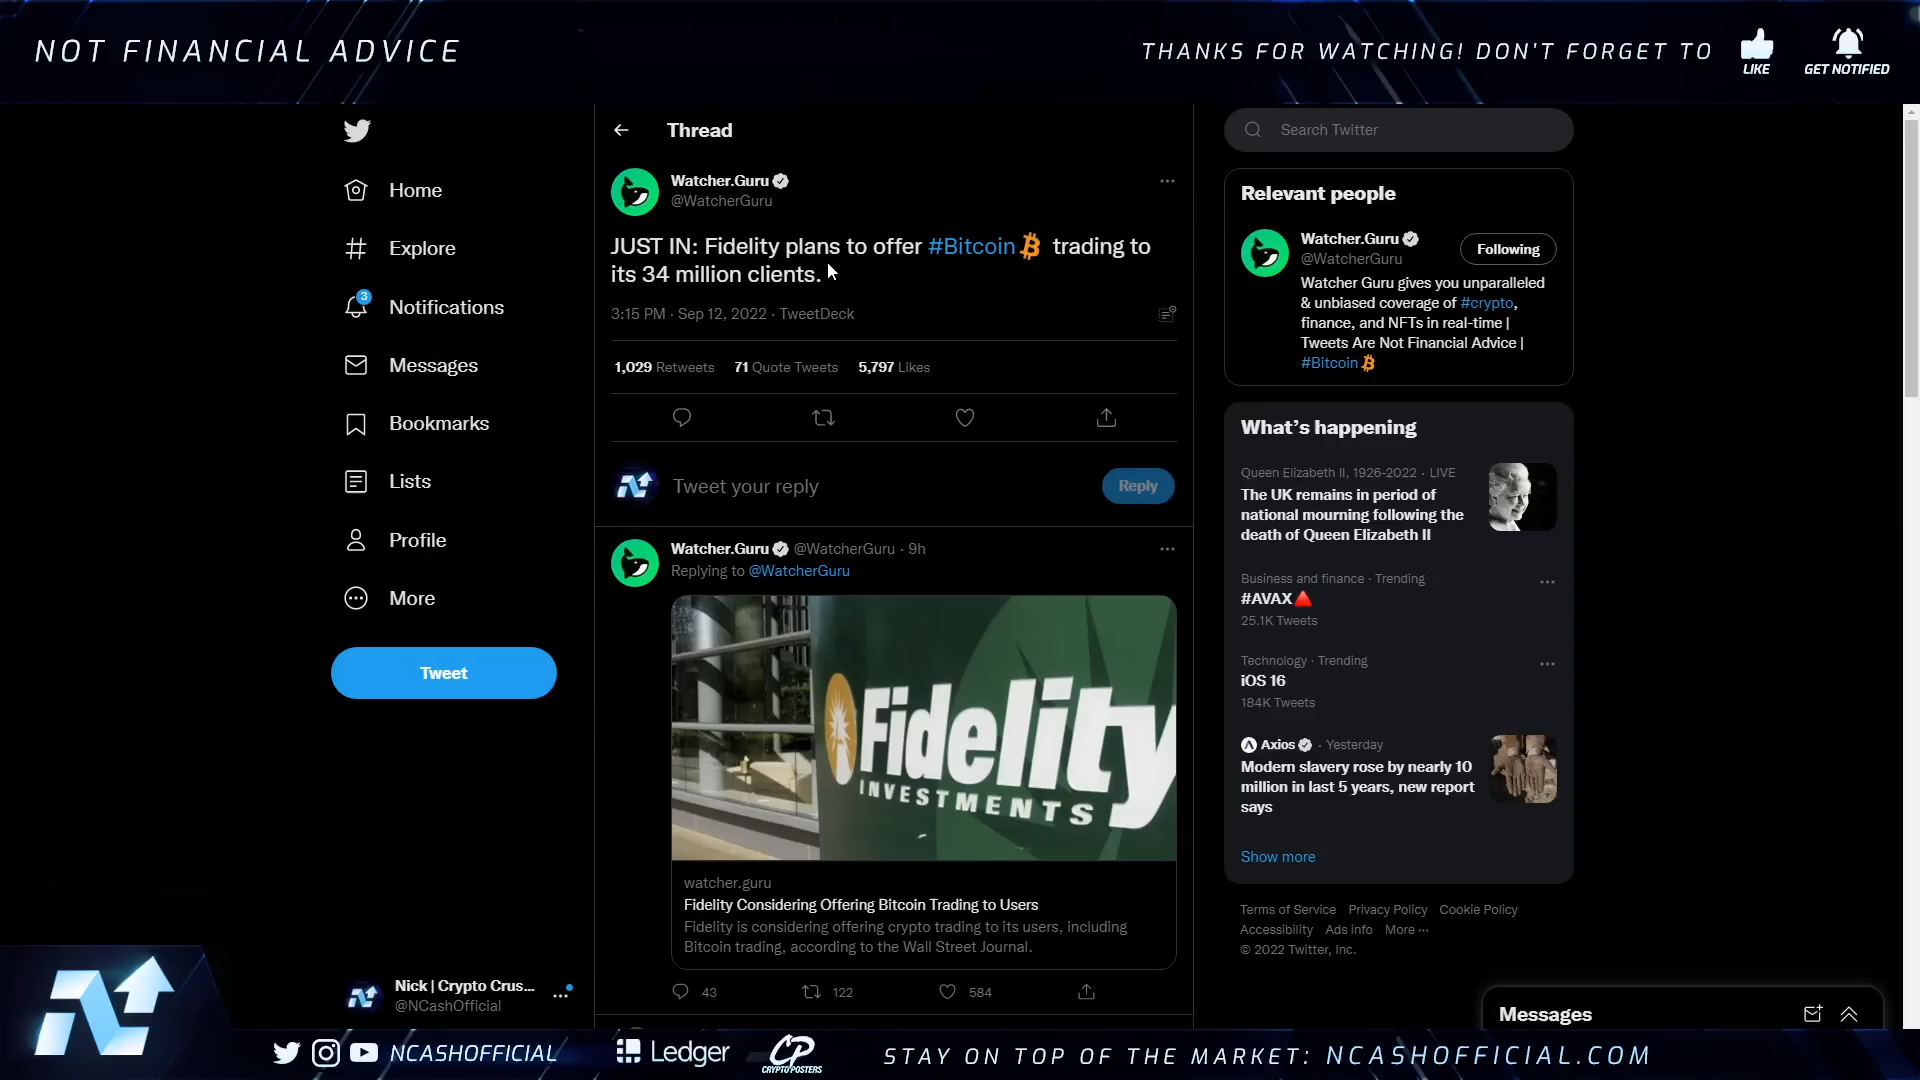 NOT FINANCIAL ADVICE
THANKS FOR WATCHING! DON'T FORGET TO
LIKE
GET NOTIFIED
Home
Explore
3
Notifications
Messages
Bookmarks
Lists
Profile
More
Tweet
Nick | Crypto Crus...
@NCashOfficial
Thread
Watcher.Guru
@WatcherGuru
JUST IN: Fidelity plans to offer #Bitcoin trading to
its 34 million clients.
3:15 PM · Sep 12, 2022 · TweetDeck
1,029 Retweets 71 Quote Tweets 5,797 Likes
Tweet your reply
Reply
Watcher.Guru @WatcherGuru · 9h
Replying to @WatcherGuru
Fidelity
INVESTMENTS
watcher.guru
Fidelity Considering Offering Bitcoin Trading to Users
Fidelity is considering offering crypto trading to its users, including
Bitcoin trading, according to the Wall Street Journal.
43 122 584
Search Twitter
Relevant people
Watcher.Guru
@WatcherGuru
Following
Watcher Guru gives you unparalleled
& unbiased coverage of #crypto,
finance, and NFTs in real-time |
Tweets Are Not Financial Advice |
#Bitcoin
What's happening
Queen Elizabeth II, 1926-2022 · LIVE
The UK remains in period of
national mourning following the
death of Queen Elizabeth II
Business and finance · Trending
#AVAX
25.1K Tweets
Technology · Trending
iOS 16
184K Tweets
Axios · Yesterday
Modern slavery rose by nearly 10
million in last 5 years, new report
says
Show more
Terms of Service Privacy Policy Cookie Policy
Accessibility Ads info More ...
© 2022 Twitter, Inc.
Messages
NCASHOFFICIAL
Ledger
CP
CRYPTOPOSTERS
STAY ON TOP OF THE MARKET: NCASHOFFICIAL.COM